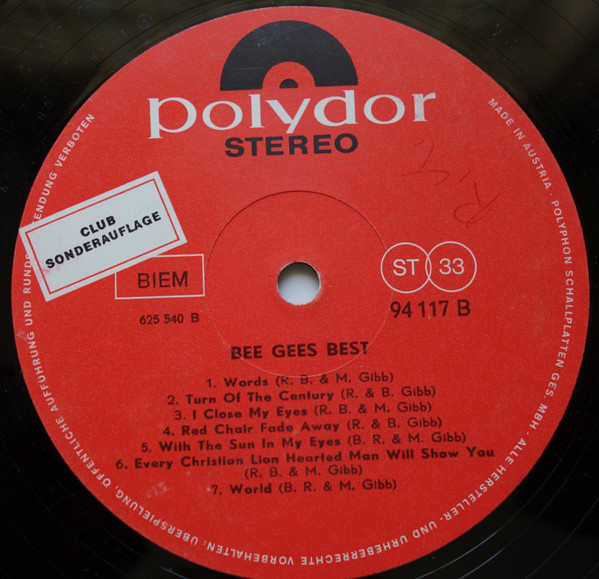 polydor
STEREO
CLUB
SONDERAUFLAGE
BIEM
625 540 B
ST 33
94 117 B
BEE GEES BEST
1. Words (R. B. & M. Gibb)
2. Turn Of The Century (R. & B. Gibb)
3. I Close My Eyes (R. B. & M. Gibb)
4. Red Chair Fade Away (R. & B. Gibb)
5. With The Sun In My Eyes (B. R. & M. Gibb)
6. Every Christian Lion Hearted Man Will Show You
(R. B. & M. Gibb)
7. World (B. R. & M. Gibb)
MADE IN AUSTRIA · POLYPHON SCHALLPLATTEN GES. MBH · ALLE HERSTELLER- UND URHEBERRECHTE VORBEHALTEN. ÜBERSPIELUNG, ÖFFENTLICHE AUFFÜHRUNG UND RUND ENDUNG VERBOTEN